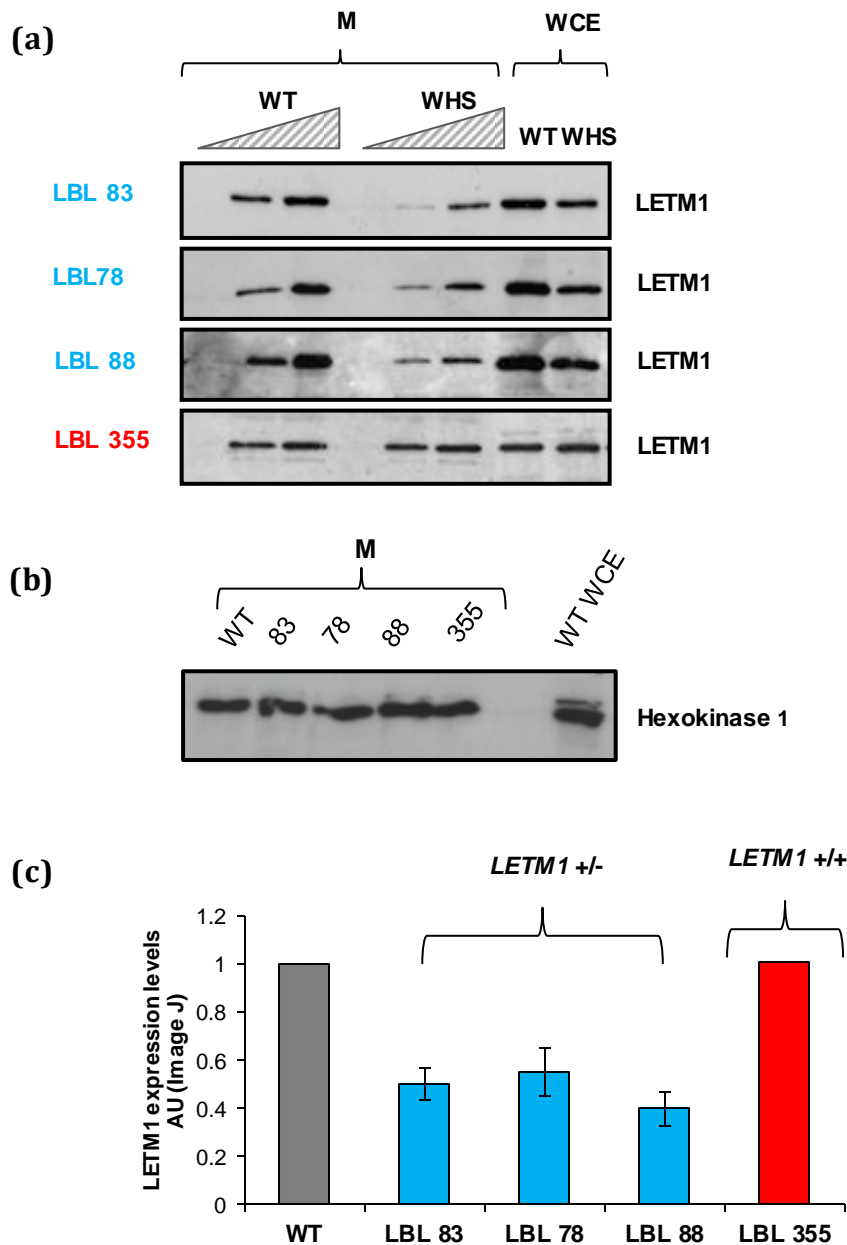 (a)
M
WCE
WT
WHS
WT WHS
LBL 83
LETM1
LBL78
LETM1
LBL 88
LETM1
LBL 355
LETM1
(b)
M
WT
83
78
88
355
WT WCE
Hexokinase 1
(c)
LETM1 +/-
LETM1 +/+
LETM1 expression levels
AU (Image J)
1.2
1
0.8
0.6
0.4
0.2
0
WT
LBL 83
LBL 78
LBL 88
LBL 355